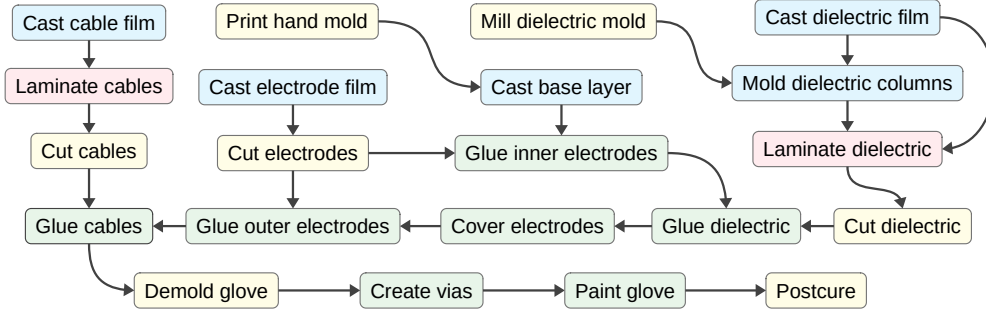 Cast cable film
Print hand mold
Mill dielectric mold
Cast dielectric film
Laminate cables
Cast electrode film
Cast base layer
Mold dielectric columns
Cut cables
Cut electrodes
Glue inner electrodes
Laminate dielectric
Glue cables
Glue outer electrodes
Cover electrodes
Glue dielectric
Cut dielectric
Demold glove
Create vias
Paint glove
Postcure